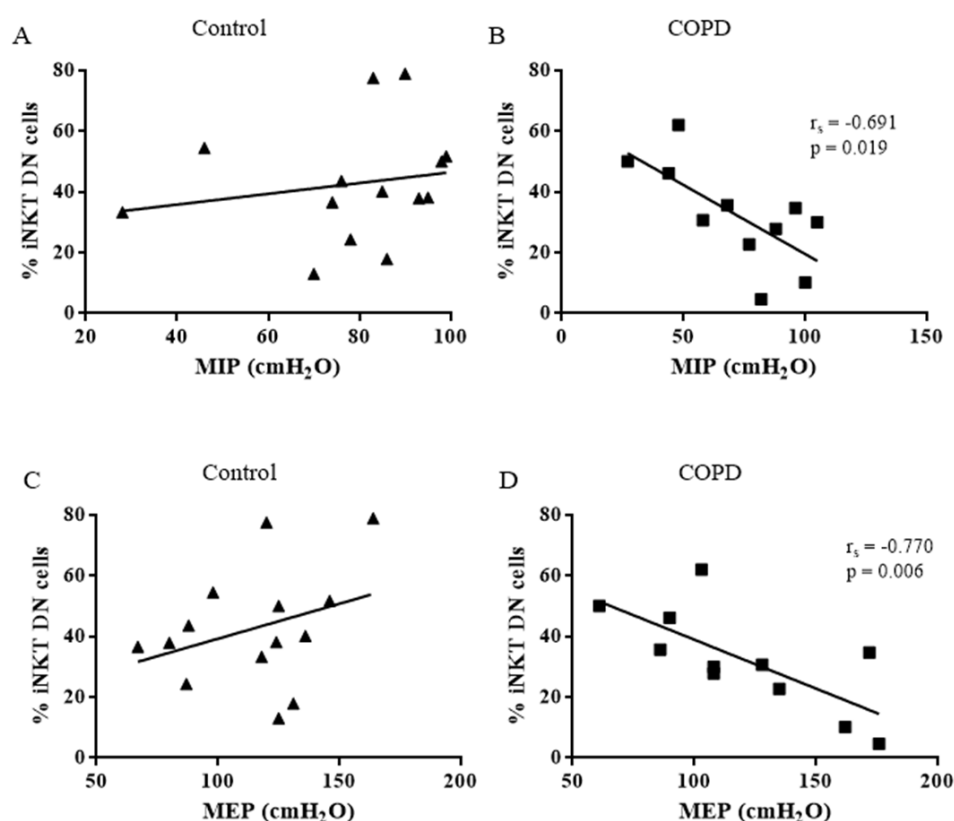 A
Control
% iNKT DN cells
80
60
40
20
0
20
40
60
80
100
MIP (cmH₂O)
B
COPD
% iNKT DN cells
80
60
40
20
0
rₛ = -0.691
p = 0.019
0
50
100
150
MIP (cmH₂O)
C
Control
% iNKT DN cells
80
60
40
20
0
50
100
150
200
MEP (cmH₂O)
D
COPD
% iNKT DN cells
80
60
40
20
0
rₛ = -0.770
p = 0.006
50
100
150
200
MEP (cmH₂O)